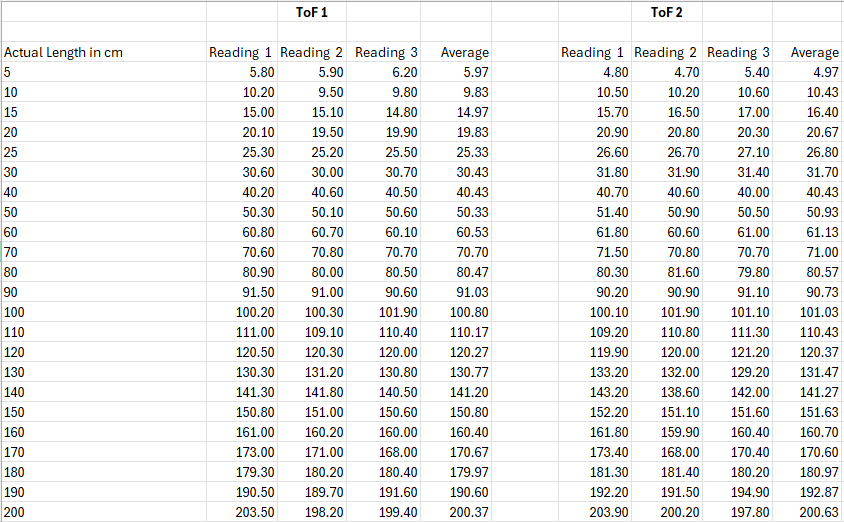 ToF 1 ToF 2
Actual Length in cm Reading 1 Reading 2 Reading 3 Average Reading 1 Reading 2 Reading 3 Average
5 5.80 5.90 6.20 5.97 4.80 4.70 5.40 4.97
10 10.20 9.50 9.80 9.83 10.50 10.20 10.60 10.43
15 15.00 15.10 14.80 14.97 15.70 16.50 17.00 16.40
20 20.10 19.50 19.90 19.83 20.90 20.80 20.30 20.67
25 25.30 25.20 25.50 25.33 26.60 26.70 27.10 26.80
30 30.60 30.00 30.70 30.43 31.80 31.90 31.40 31.70
40 40.20 40.60 40.50 40.43 40.70 40.60 40.00 40.43
50 50.30 50.10 50.60 50.33 51.40 50.90 50.50 50.93
60 60.80 60.70 60.10 60.53 61.80 60.60 61.00 61.13
70 70.60 70.80 70.70 70.70 71.50 70.80 70.70 71.00
80 80.90 80.00 80.50 80.47 80.30 81.60 79.80 80.57
90 91.50 91.00 90.60 91.03 90.20 90.90 91.10 90.73
100 100.20 100.30 101.90 100.80 100.10 101.90 101.10 101.03
110 111.00 109.10 110.40 110.17 109.20 110.80 111.30 110.43
120 120.50 120.30 120.00 120.27 119.90 120.00 121.20 120.37
130 130.30 131.20 130.80 130.77 133.20 132.00 129.20 131.47
140 141.30 141.80 140.50 141.20 143.20 138.60 142.00 141.27
150 150.80 151.00 150.60 150.80 152.20 151.10 151.60 151.63
160 161.00 160.20 160.00 160.40 161.80 159.90 160.40 160.70
170 173.00 171.00 168.00 170.67 173.40 168.00 170.40 170.60
180 179.30 180.20 180.40 179.97 181.30 181.40 180.20 180.97
190 190.50 189.70 191.60 190.60 192.20 191.50 194.90 192.87
200 203.50 198.20 199.40 200.37 203.90 200.20 197.80 200.63